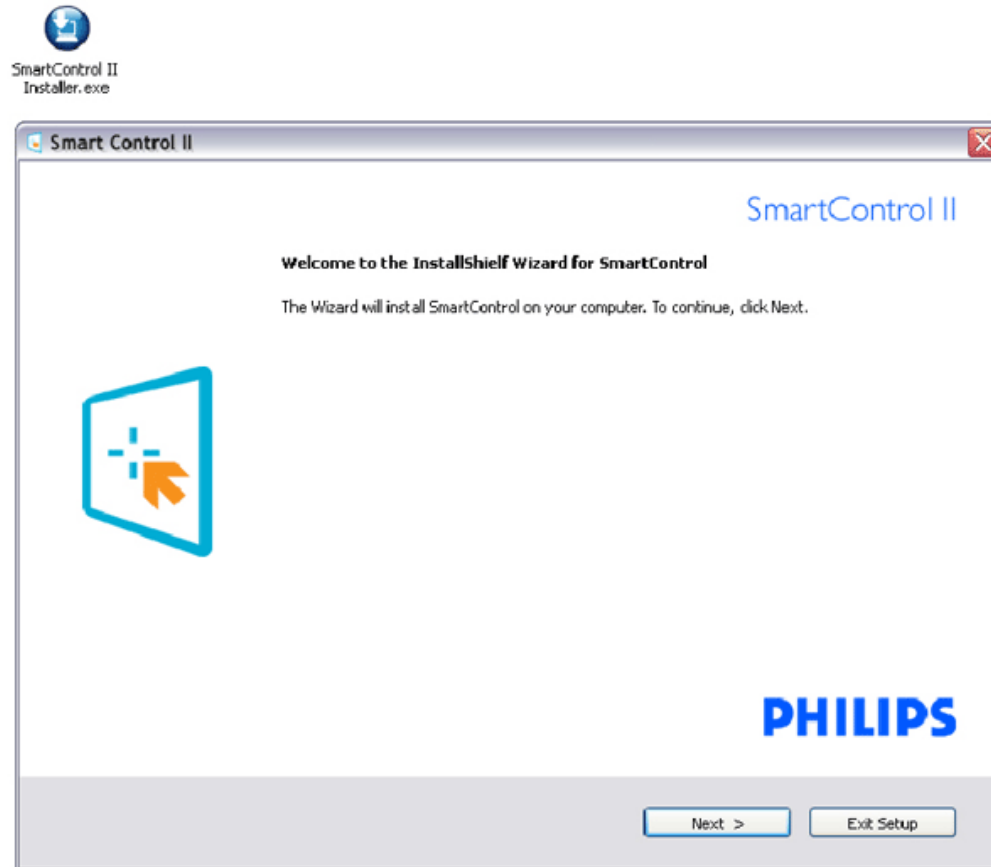 SmartControl II
Installer.exe
Smart Control II
SmartControl II
Welcome to the InstallShielf Wizard for SmartControl
The Wizard will install SmartControl on your computer. To continue, click Next.
PHILIPS
Next >
Exit Setup